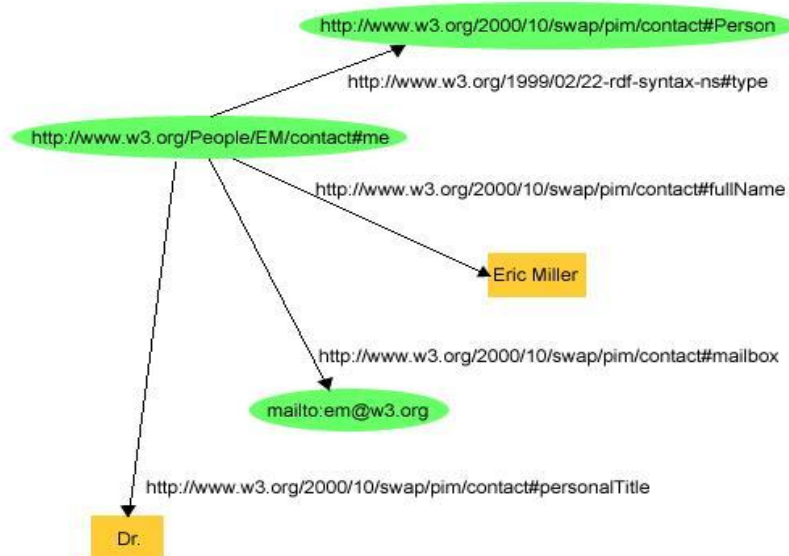 http://www.w3.org/2000/10/swap/pim/contact#Person
http://www.w3.org/1999/02/22-rdf-syntax-ns#type
http://www.w3.org/People/EM/contact#me
http://www.w3.org/2000/10/swap/pim/contact#fullName
Eric Miller
http://www.w3.org/2000/10/swap/pim/contact#mailbox
mailto:em@w3.org
http://www.w3.org/2000/10/swap/pim/contact#personalTitle
Dr.